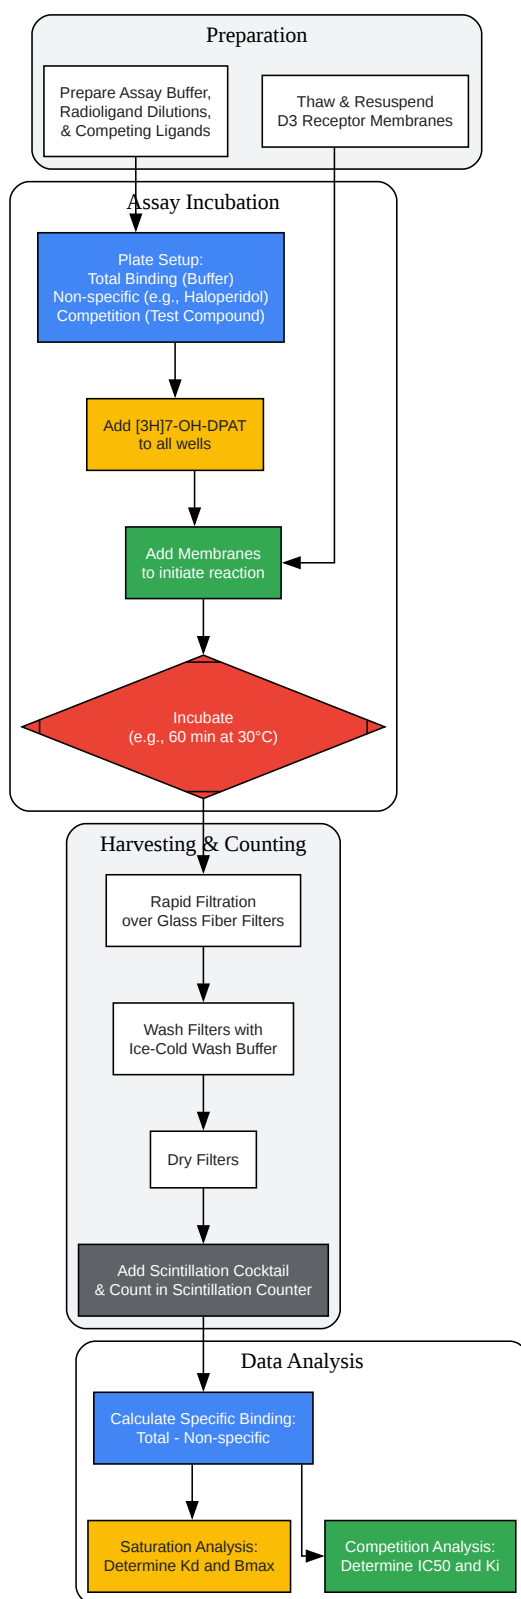 Preparation
Prepare Assay Buffer,
Radioligand Dilutions,
& Competing Ligands
Thaw & Resuspend
D3 Receptor Membranes
Assay Incubation
Plate Setup:
Total Binding (Buffer)
Non-specific (e.g., Haloperidol)
Competition (Test Compound)
Add [3H]7-OH-DPAT
to all wells
Add Membranes
to initiate reaction
Incubate
(e.g., 60 min at 30°C)
Harvesting & Counting
Rapid Filtration
over Glass Fiber Filters
Wash Filters with
Ice-Cold Wash Buffer
Dry Filters
Add Scintillation Cocktail
& Count in Scintillation Counter
Data Analysis
Calculate Specific Binding:
Total - Non-specific
Saturation Analysis:
Determine Kd and Bmax
Competition Analysis:
Determine IC50 and Ki